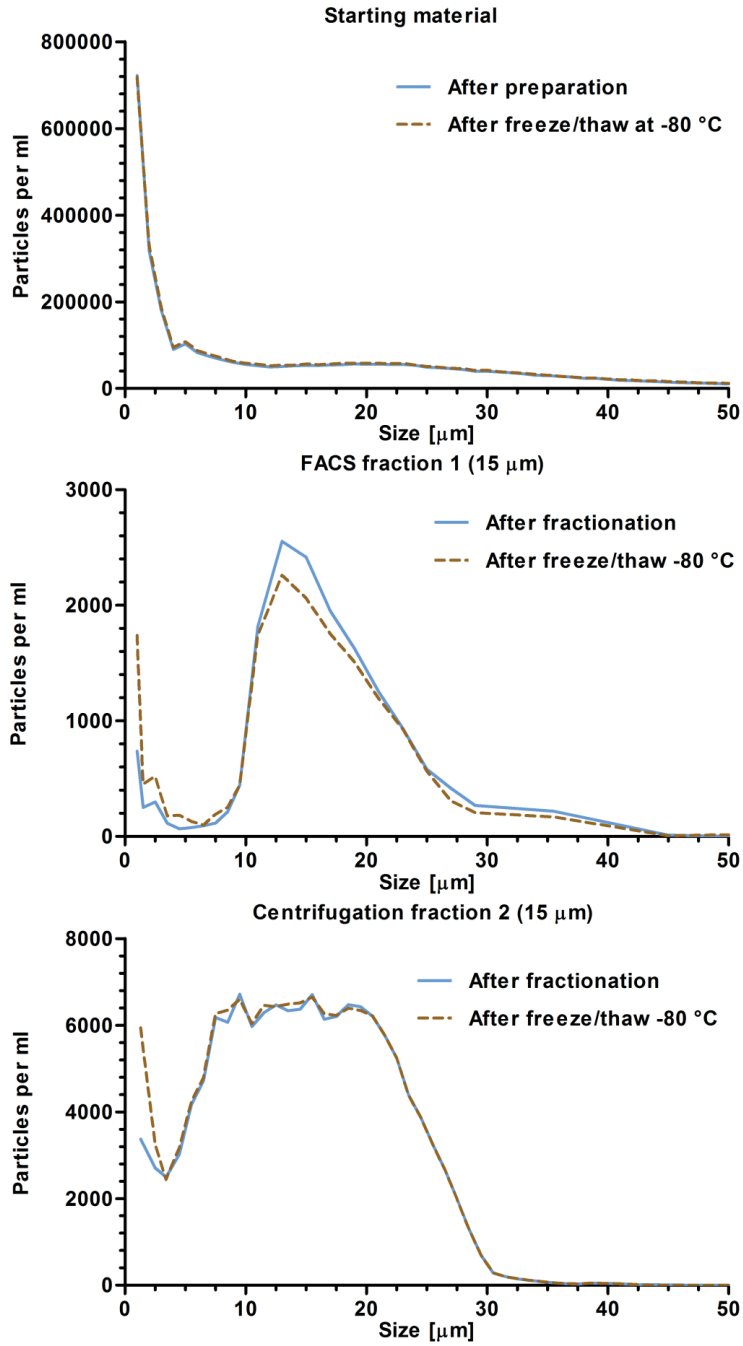 Starting material
800000
600000
400000
200000
0
Particles per ml
After preparation
After freeze/thaw at -80 °C
0 10 20 30 40 50
Size [μm]
FACS fraction 1 (15 μm)
3000
2000
1000
0
Particles per ml
After fractionation
After freeze/thaw -80 °C
0 10 20 30 40 50
Size [μm]
Centrifugation fraction 2 (15 μm)
8000
6000
4000
2000
0
Particles per ml
After fractionation
After freeze/thaw -80 °C
0 10 20 30 40 50
Size [μm]